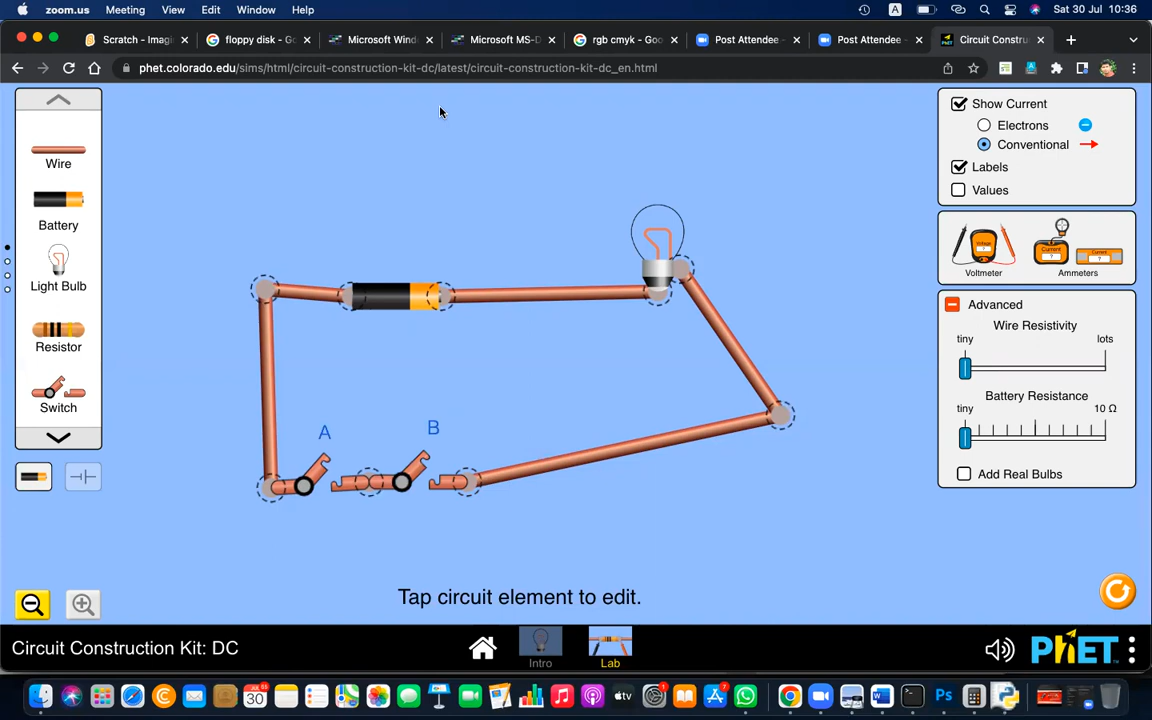 zoom.us Meeting View Edit Window Help A Sat 30 Jul 10:36
Scratch - Imagi Google floppy disk - Go Microsoft Wind Microsoft MS-D rgb cmyk - Goo Post Attendee - Post Attendee - Circuit Constru
phet.colorado.edu/sims/html/circuit-construction-kit-dc/latest/circuit-construction-kit-dc_en.html
Wire
Battery
Light Bulb
Resistor
Switch
A
B
Show Current
Electrons
Conventional
Labels
Values
Voltmeter
Ammeters
Advanced
Wire Resistivity
tiny lots
Battery Resistance
tiny 10 Ω
Add Real Bulbs
Tap circuit element to edit.
Circuit Construction Kit: DC
Intro
Lab
PhET